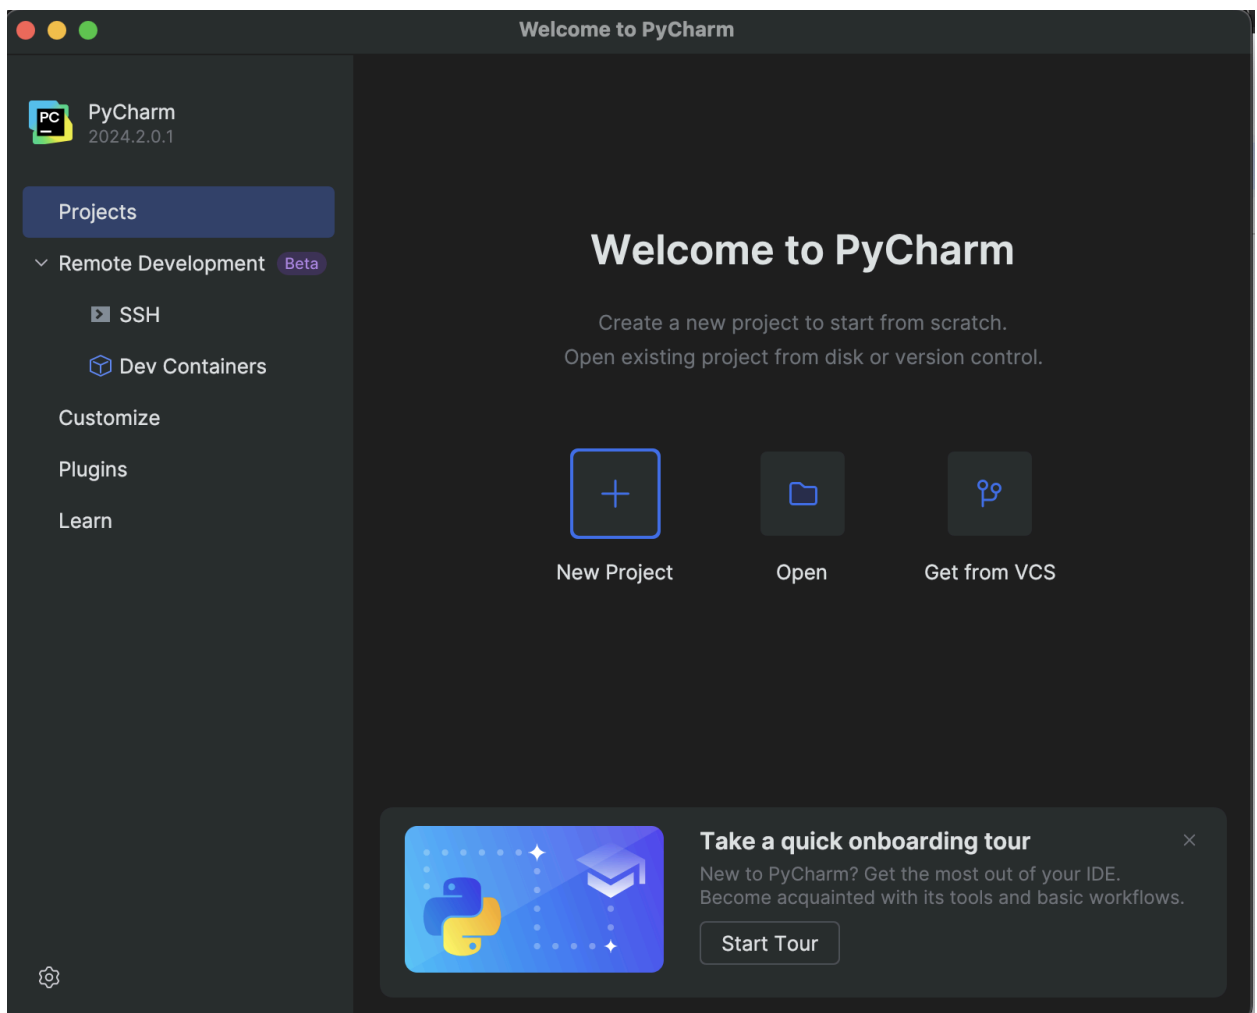 Welcome to PyCharm
PC
PyCharm
2024.2.0.1
Projects
Remote Development Beta
SSH
Dev Containers
Customize
Plugins
Learn
Welcome to PyCharm
Create a new project to start from scratch.
Open existing project from disk or version control.
New Project
Open
Get from VCS
Take a quick onboarding tour
New to PyCharm? Get the most out of your IDE.
Become acquainted with its tools and basic workflows.
Start Tour